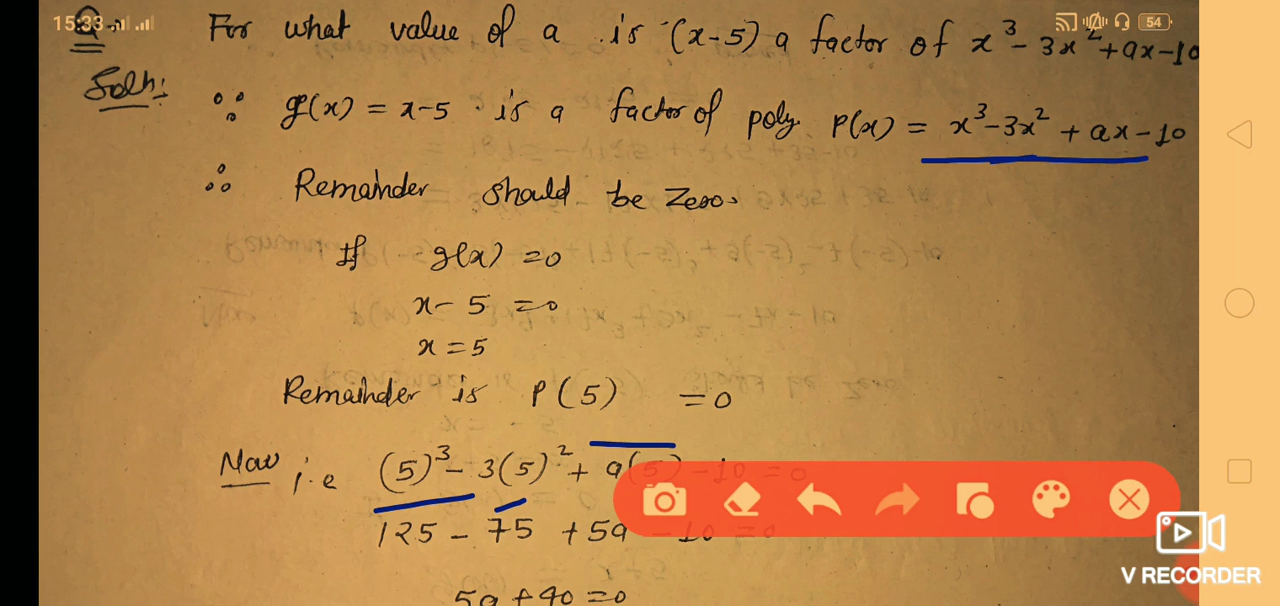 15:33 54
Q. For what value of a is (x-5) a factor of x³-3x²+ax-10
Soln:
∵ g(x) = x-5 is a factor of poly P(x) = x³-3x²+ax-10
∴ Remainder should be Zero.
If g(x) =0
x-5 =0
x=5
Remainder is P(5) =0
Now i.e (5)³-3(5)²+a(5)-10=0
125-75+5a-10=0
5a+40=0
V RECORDER